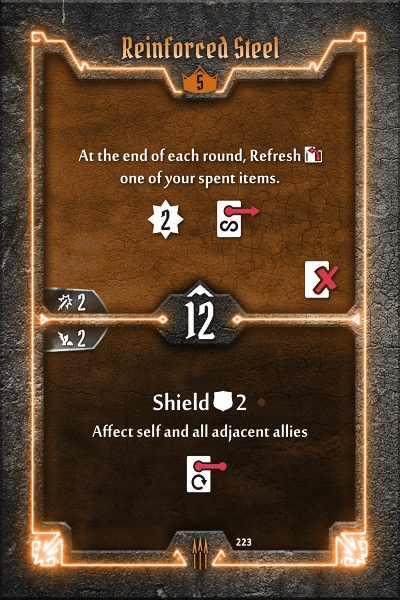 Reinforced Steel
5
At the end of each round, Refresh
one of your spent items.
2
2
12
2
Shield 2
Affect self and all adjacent allies
223